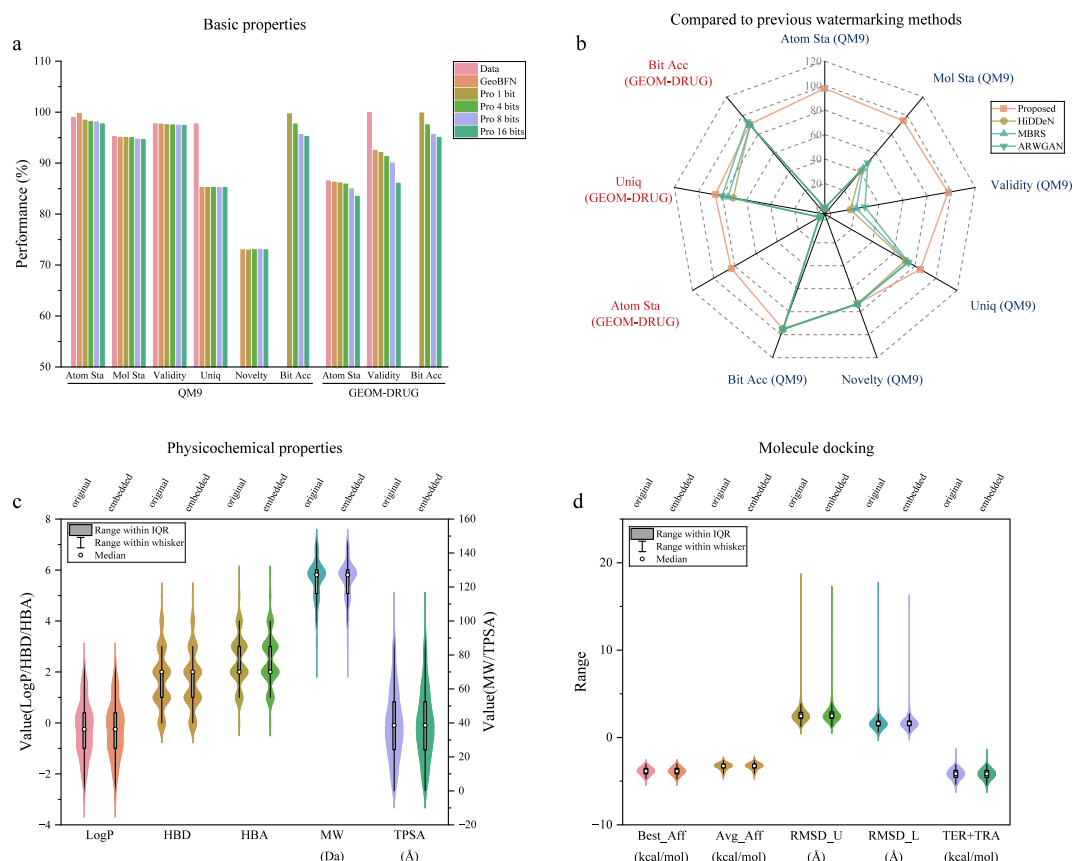 Basic properties
a
Performance (%)
110
100
90
80
70
60
50
Data
GeoBFN
Pro 1 bit
Pro 4 bits
Pro 8 bits
Pro 16 bits
Atom Sta
Mol Sta
Validity
Uniq
Novelty
Bit Acc
Atom Sta
Validity
Bit Acc
QM9
GEOM-DRUG
Compared to previous watermarking methods
b
Atom Sta (QM9)
Mol Sta (QM9)
Validity (QM9)
Uniq (QM9)
Novelty (QM9)
Bit Acc (QM9)
Atom Sta
(GEOM-DRUG)
Uniq
(GEOM-DRUG)
Bit Acc
(GEOM-DRUG)
120
100
80
60
40
20
Proposed
HiDDeN
MBRS
ARWGAN
Physicochemical properties
c
original
embedded
original
embedded
original
embedded
original
embedded
original
embedded
Range within IQR
Range within whisker
Median
Value(LogP/HBD/HBA)
8
6
4
2
0
−2
−4
Value(MW/TPSA)
160
140
120
100
80
60
40
20
0
−20
LogP
HBD
HBA
MW
(Da)
TPSA
(Å)
Molecule docking
d
original
embedded
original
embedded
original
embedded
original
embedded
original
embedded
Range within IQR
Range within whisker
Median
Range
20
10
0
−10
Best_Aff
(kcal/mol)
Avg_Aff
(kcal/mol)
RMSD_U
(Å)
RMSD_L
(Å)
TER+TRA
(kcal/mol)